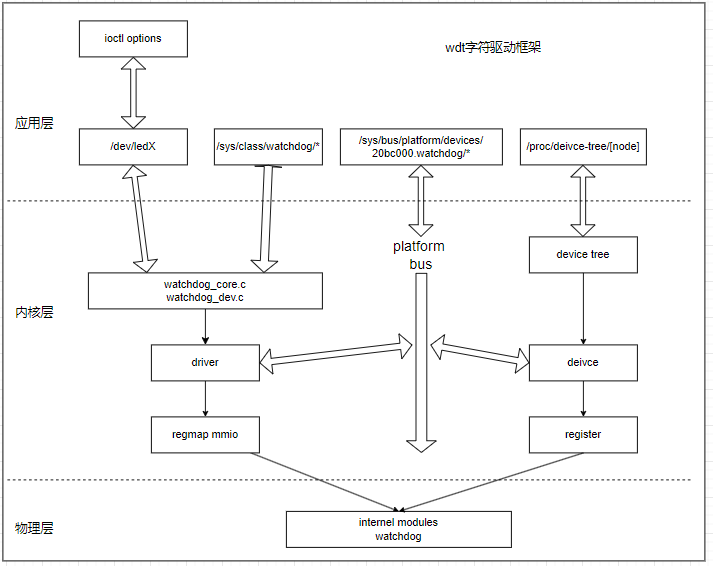 ioctl options
wdt字符驱动框架
应用层
/dev/ledX
/sys/class/watchdog/*
/sys/bus/platform/devices/
20bc000.watchdog/*
/proc/deivce-tree/[node]
platform
bus
device tree
watchdog_core.c
watchdog_dev.c
内核层
driver
deivce
regmap mmio
register
物理层
internel modules
watchdog